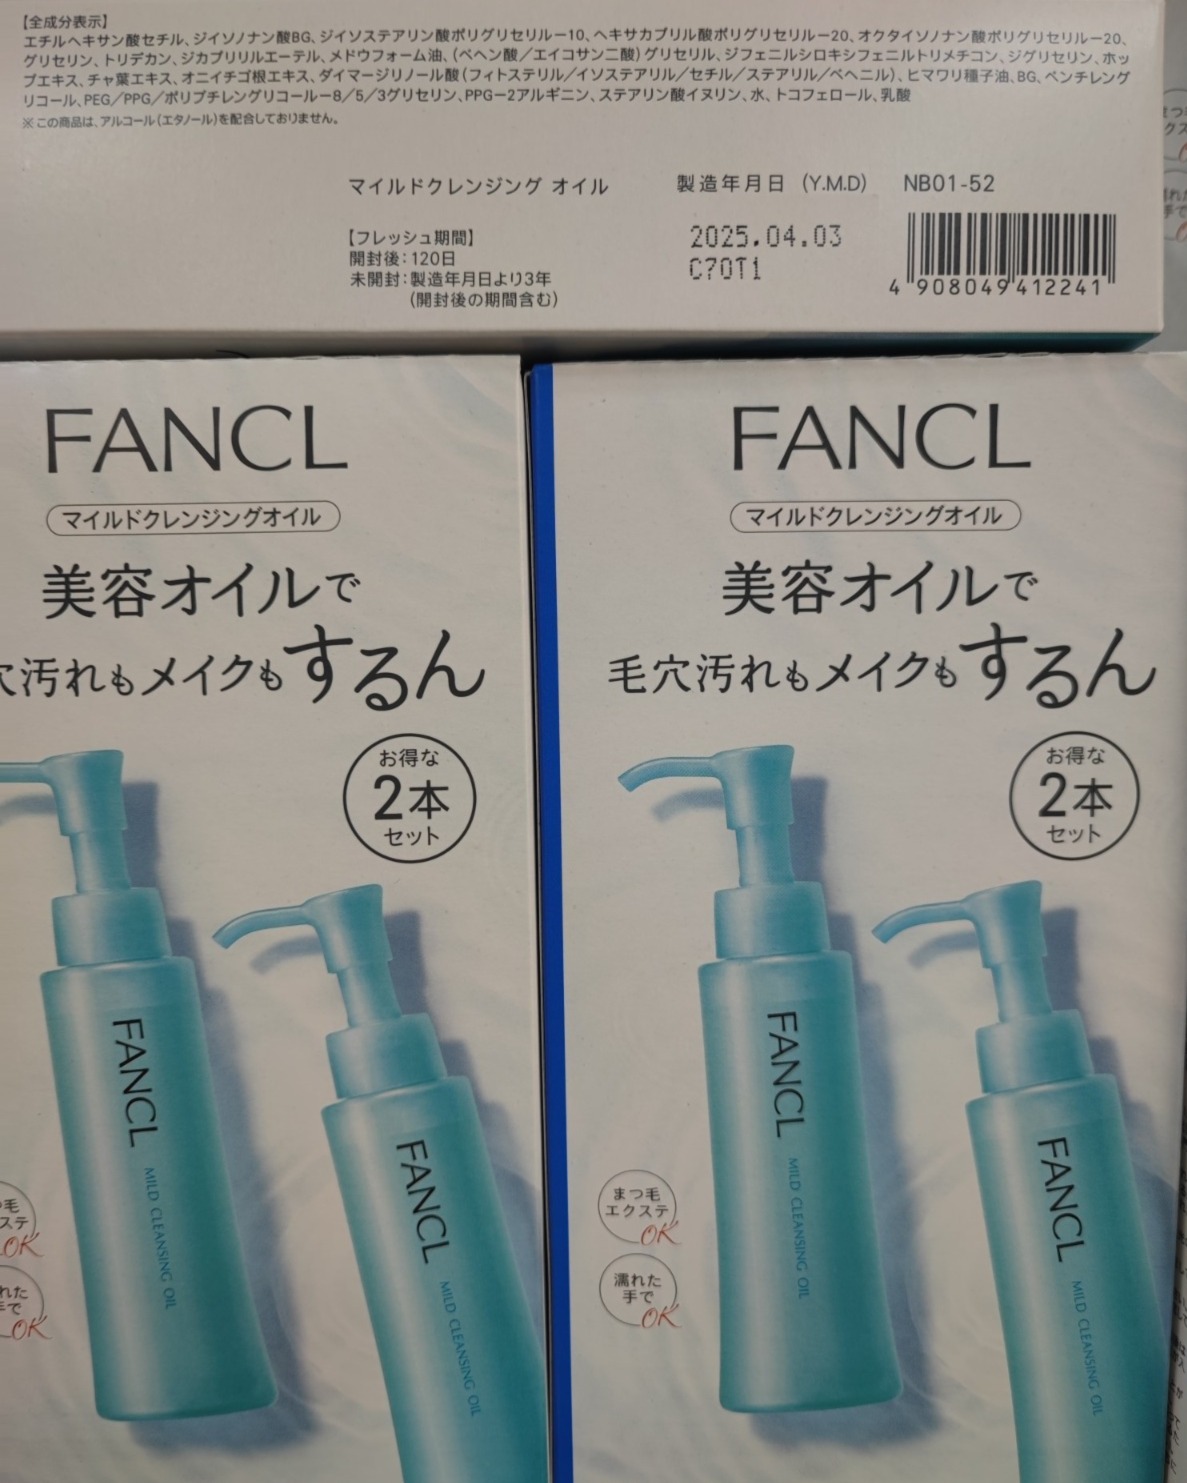 【全成分表示】
エチルヘキサン酸セチル、ジイソノナン酸BG、ジイソステアリン酸ポリグリセリル－10、ヘキサカプリル酸ポリグリセリル－20、オクタイソノナン酸ポリグリセリル－20、
グリセリン、トリデカン、ジカプリリルエーテル、メドウフォーム油、（ベヘン酸／エイコサン二酸）グリセリル、ジフェニルシロキシフェニルトリメチコン、ジグリセリン、ホッ
プエキス、チャ葉エキス、オニイチゴ根エキス、ダイマージリノール酸（フィトステリル／イソステアリル／セチル／ステアリル／ベヘニル）、ヒマワリ種子油、BG、ペンチレング
リコール、PEG／PPG／ポリブチレングリコール－8／5／3グリセリン、PPG－2アルギニン、ステアリン酸イヌリン、水、トコフェロール、乳酸
※この商品は、アルコール（エタノール）を配合しておりません。
マイルドクレンジング オイル
【フレッシュ期間】
開封後：120日
未開封：製造年月日より3年
（開封後の期間含む）
製造年月日 (Y.M.D) NB01-52
2025.04.03
C70T1
4 908049 412241
FANCL
マイルドクレンジングオイル
美容オイルで
穴汚れもメイクもするん
お得な
2本
セット
FANCL
MILD CLEANSING OIL
FANCL
MILD CLEANSING OIL
毛
ステ
OK
れた
で
OK
FANCL
マイルドクレンジングオイル
美容オイルで
毛穴汚れもメイクもするん
お得な
2本
セット
FANCL
MILD CLEANSING OIL
FANCL
MILD CLEANSING OIL
まつ毛
エクステ
OK
濡れた
手で
OK